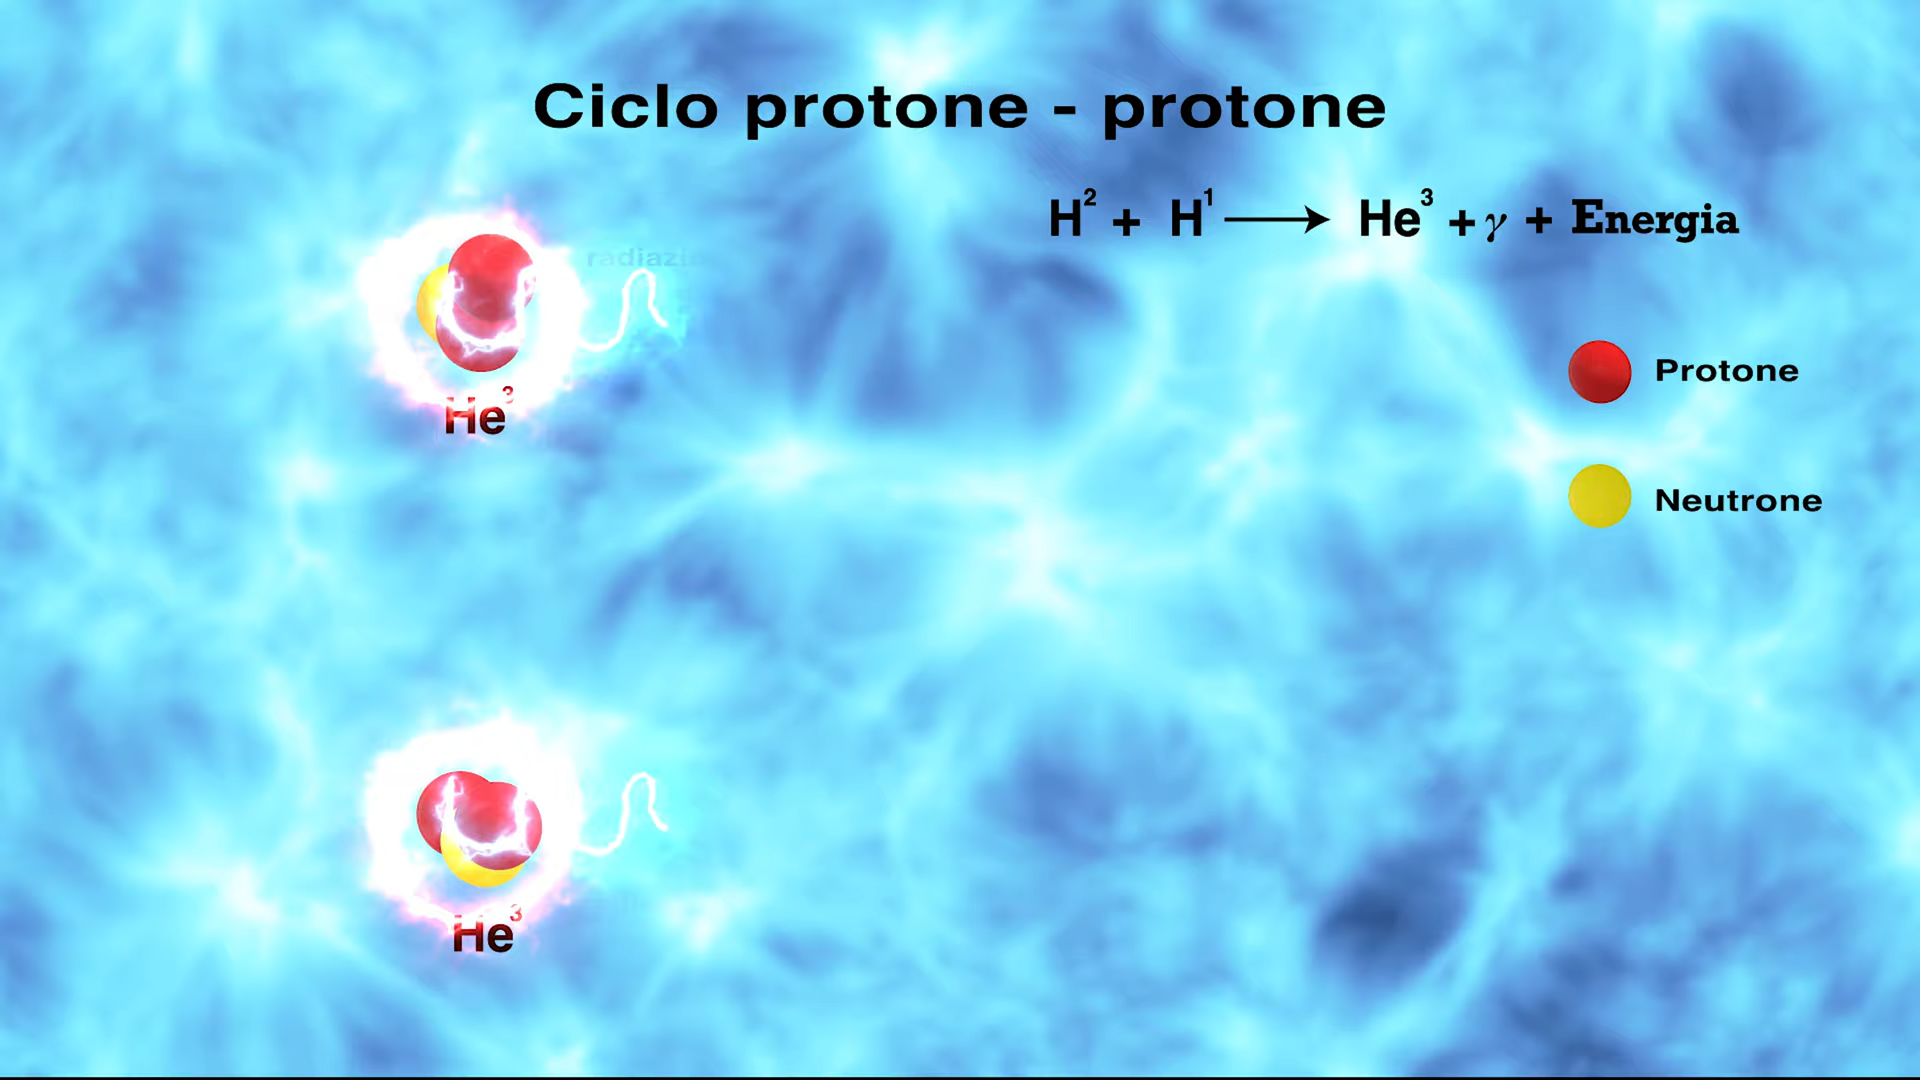 Ciclo protone - protone
H² + H¹ ⟶ He³ + γ + Energia
He³
Protone
Neutrone
He³